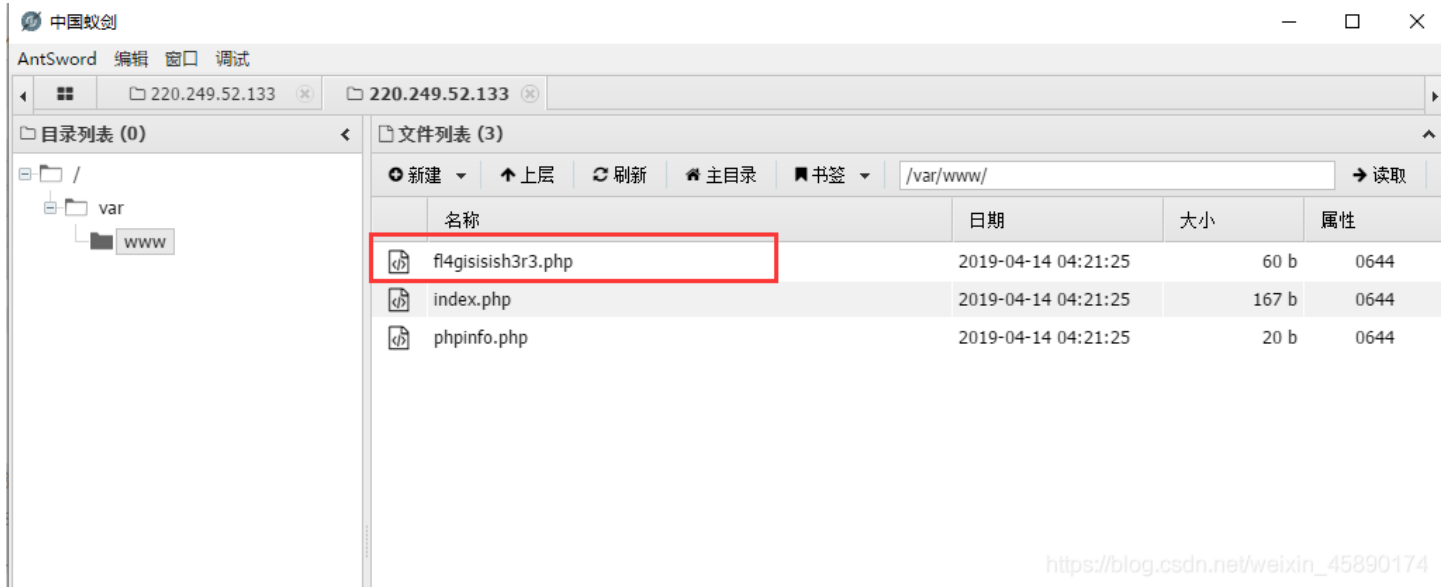 中国蚁剑
AntSword 编辑 窗口 调试
220.249.52.133 220.249.52.133
目录列表 (0) 文件列表 (3)
新建 上层 刷新 主目录 书签 /var/www/ 读取
/
var
www
名称 日期 大小 属性
fl4gisisish3r3.php 2019-04-14 04:21:25 60 b 0644
index.php 2019-04-14 04:21:25 167 b 0644
phpinfo.php 2019-04-14 04:21:25 20 b 0644
https://blog.csdn.net/weixin_45890174